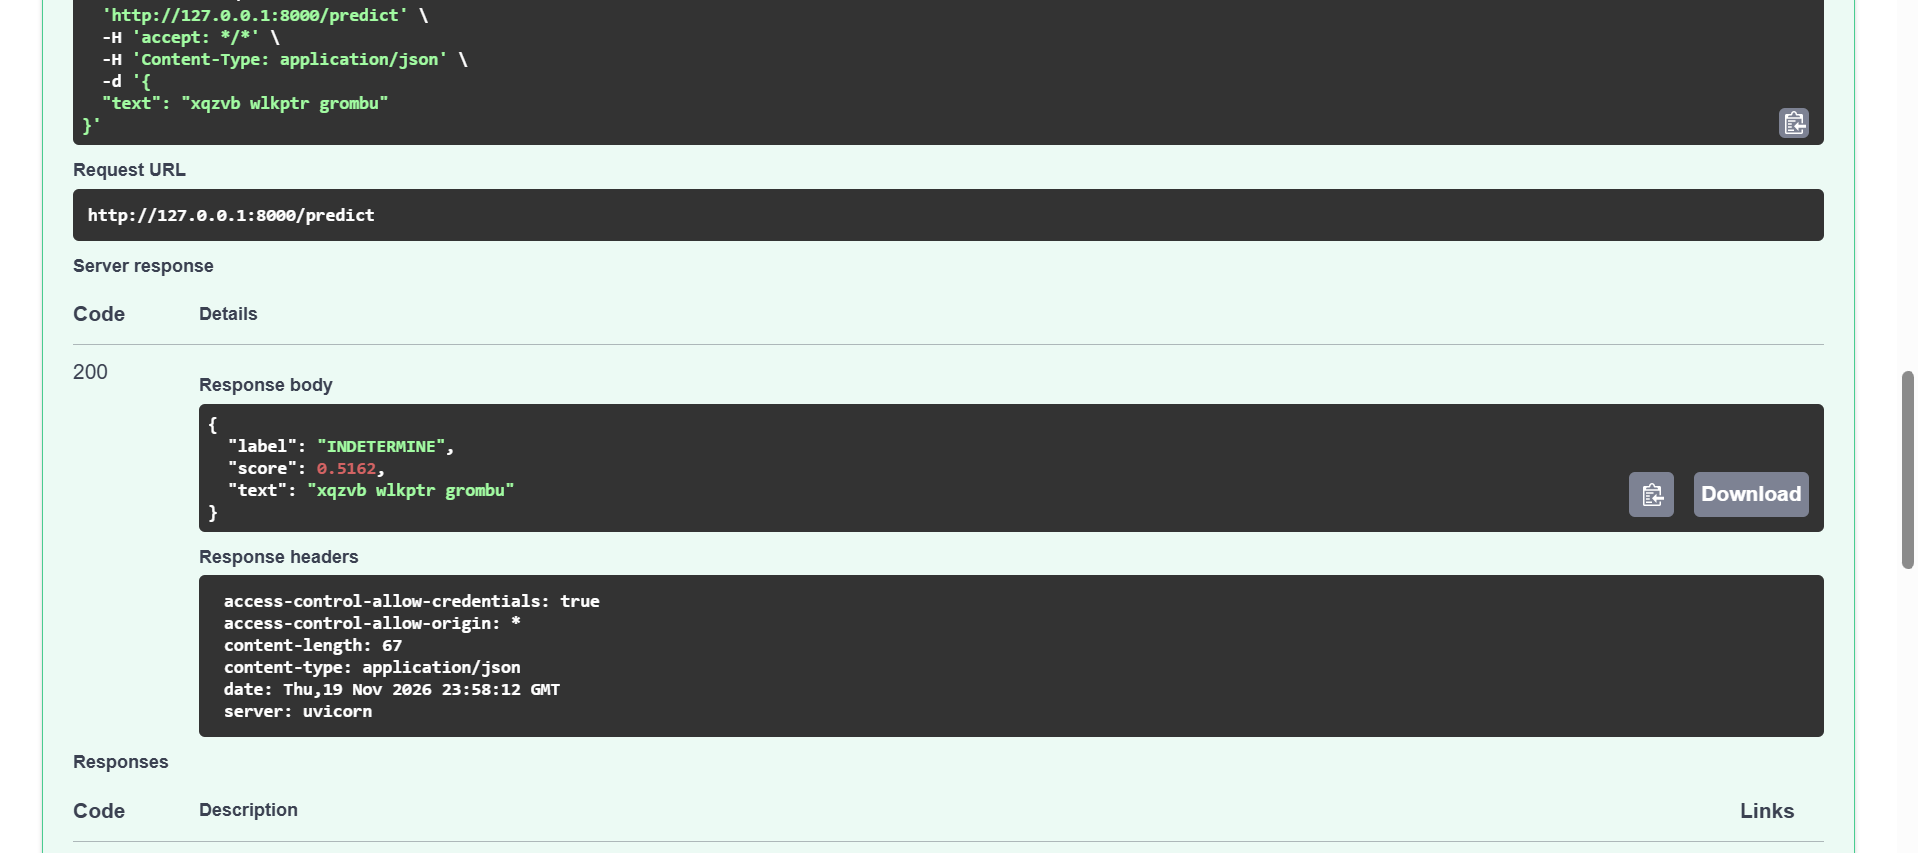 'http://127.0.0.1:8000/predict' \
-H 'accept: */*' \
-H 'Content-Type: application/json' \
-d '{
"text": "xqzvb wlkptr grombu"
}'
Request URL
http://127.0.0.1:8000/predict
Server response
Code Details
200
Response body
{
"label": "INDETERMINE",
"score": 0.5162,
"text": "xqzvb wlkptr grombu"
}
Download
Response headers
access-control-allow-credentials: true
access-control-allow-origin: *
content-length: 67
content-type: application/json
date: Thu,19 Nov 2026 23:58:12 GMT
server: uvicorn
Responses
Code Description Links